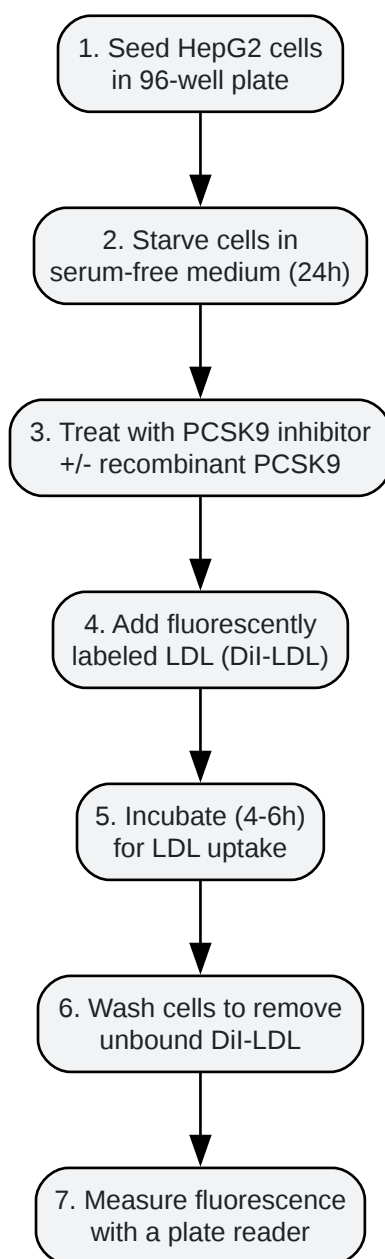 1. Seed HepG2 cells
in 96-well plate
2. Starve cells in
serum-free medium (24h)
3. Treat with PCSK9 inhibitor
+/- recombinant PCSK9
4. Add fluorescently
labeled LDL (DiI-LDL)
5. Incubate (4-6h)
for LDL uptake
6. Wash cells to remove
unbound DiI-LDL
7. Measure fluorescence
with a plate reader